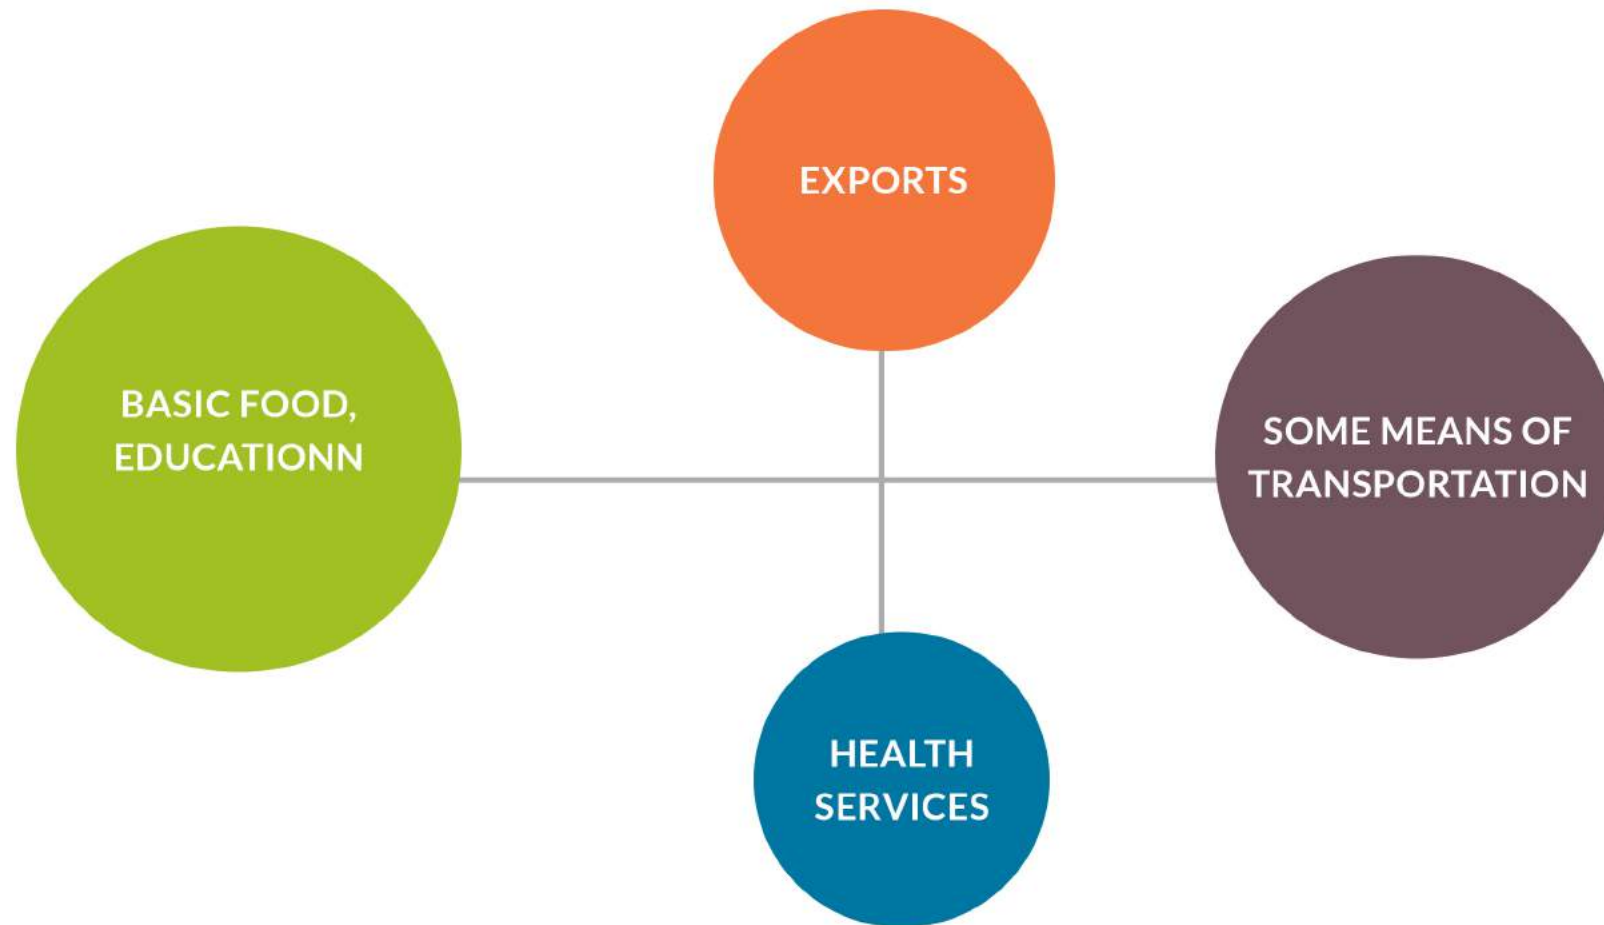 EXPORTS
BASIC FOOD,
EDUCATIONN
SOME MEANS OF
TRANSPORTATION
HEALTH
SERVICES